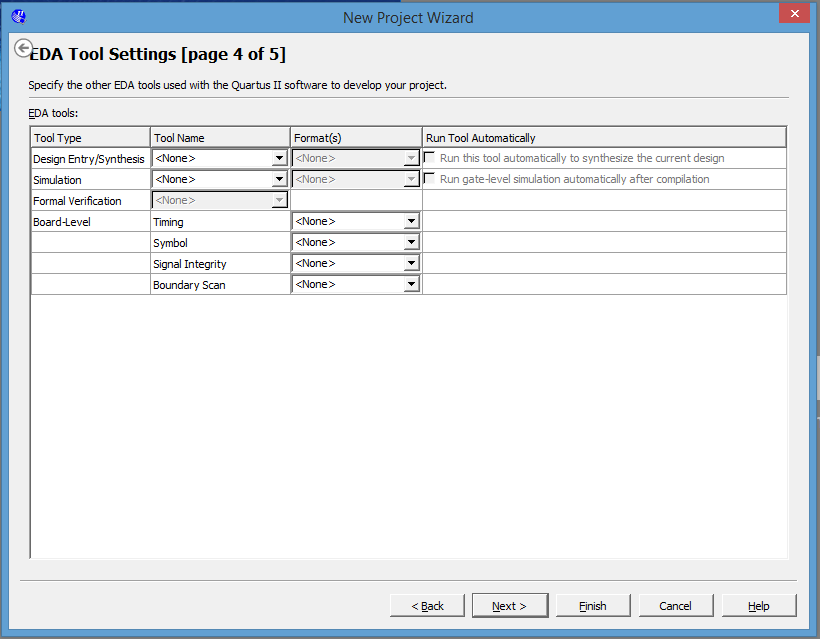 New Project Wizard
EDA Tool Settings [page 4 of 5]
Specify the other EDA tools used with the Quartus II software to develop your project.
EDA tools:
Tool Type Tool Name Format(s) Run Tool Automatically
Design Entry/Synthesis <None> <None> Run this tool automatically to synthesize the current design
Simulation <None> <None> Run gate-level simulation automatically after compilation
Formal Verification <None>
Board-Level Timing <None>
Symbol <None>
Signal Integrity <None>
Boundary Scan <None>
< Back Next > Finish Cancel Help